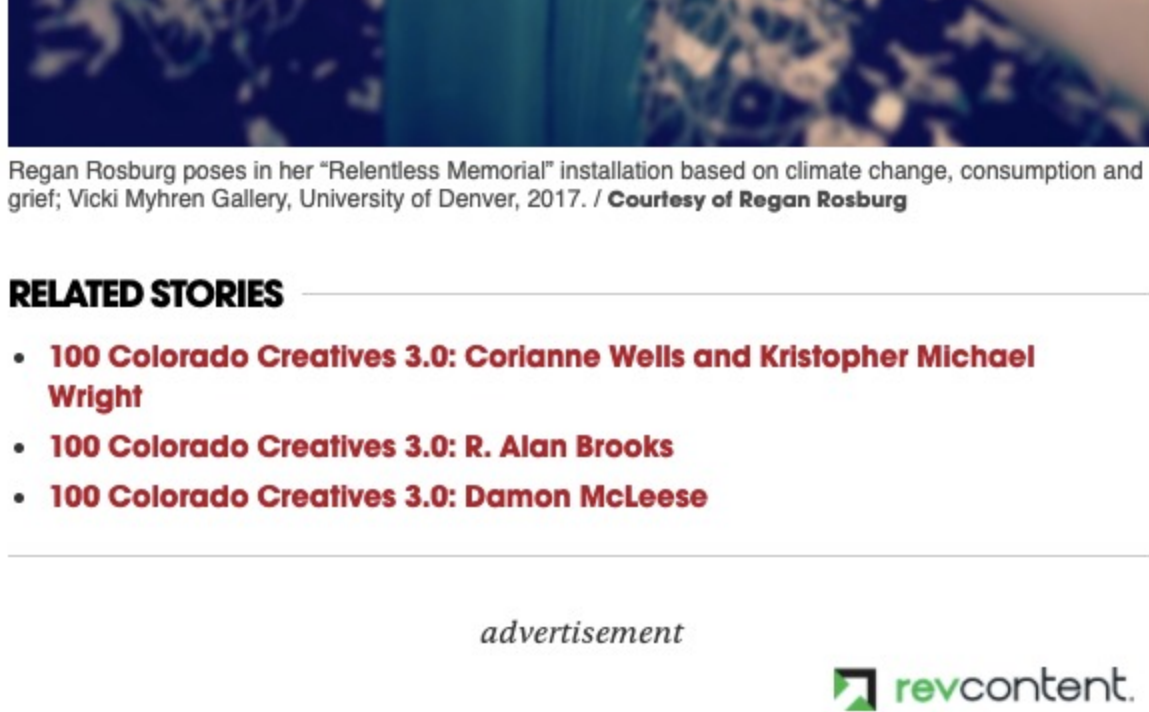 Regan Rosburg poses in her “Relentless Memorial” installation based on climate change, consumption and
grief; Vicki Myhren Gallery, University of Denver, 2017. / Courtesy of Regan Rosburg
RELATED STORIES
• 100 Colorado Creatives 3.0: Corianne Wells and Kristopher Michael
Wright
• 100 Colorado Creatives 3.0: R. Alan Brooks
• 100 Colorado Creatives 3.0: Damon McLeese
advertisement
revcontent.